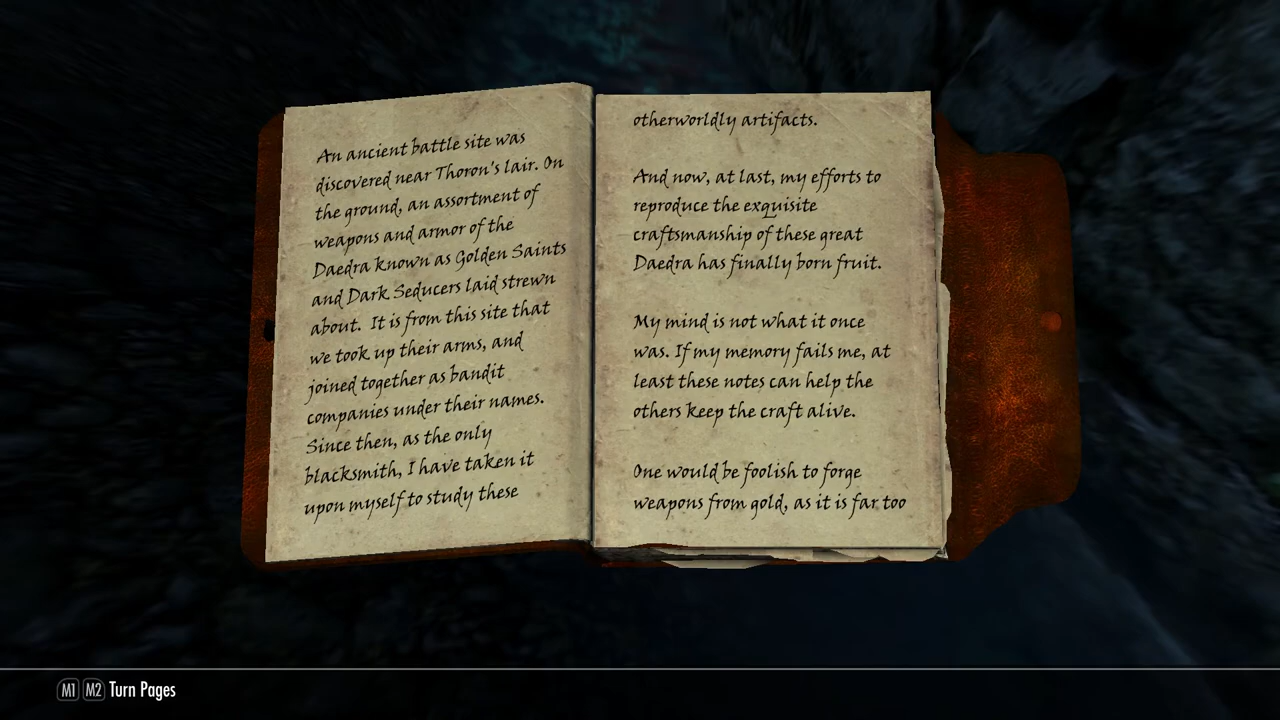 An ancient battle site was
discovered near Thoron's lair. On
the ground, an assortment of
weapons and armor of the
Daedra known as Golden Saints
and Dark Seducers laid strewn
about. It is from this site that
we took up their arms, and
joined together as bandit
companies under their names.
Since then, as the only
blacksmith, I have taken it
upon myself to study these
otherworldly artifacts.
And now, at last, my efforts to
reproduce the exquisite
craftsmanship of these great
Daedra has finally born fruit.
My mind is not what it once
was. If my memory fails me, at
least these notes can help the
others keep the craft alive.
One would be foolish to forge
weapons from gold, as it is far too
M1 M2 Turn Pages